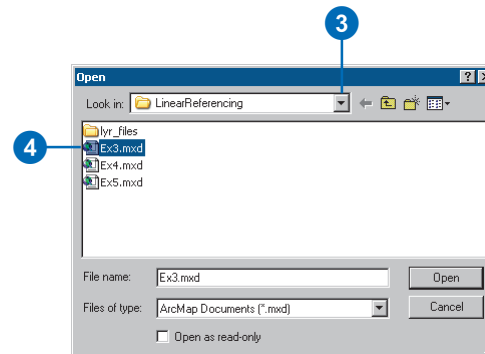 3
Open
Look in: LinearReferencing
lyr_files
4
Ex3.mxd
Ex4.mxd
Ex5.mxd
File name: Ex3.mxd Open
Files of type: ArcMap Documents (*.mxd) Cancel
Open as read-only